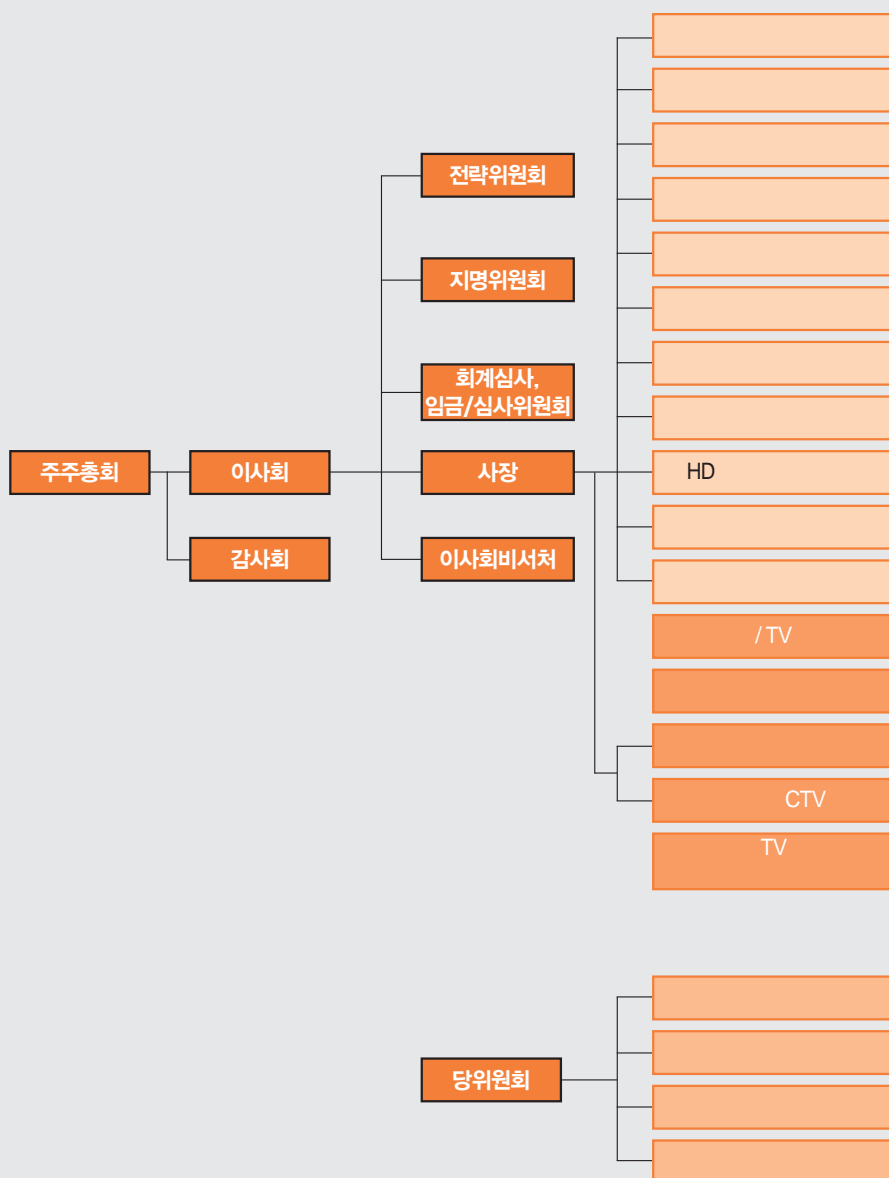 전략위원회
지명위원회
회계심사,
임금/심사위원회
주주총회
이사회
사장
HD
감사회
이사회비서처
/ TV
CTV
TV
당위원회